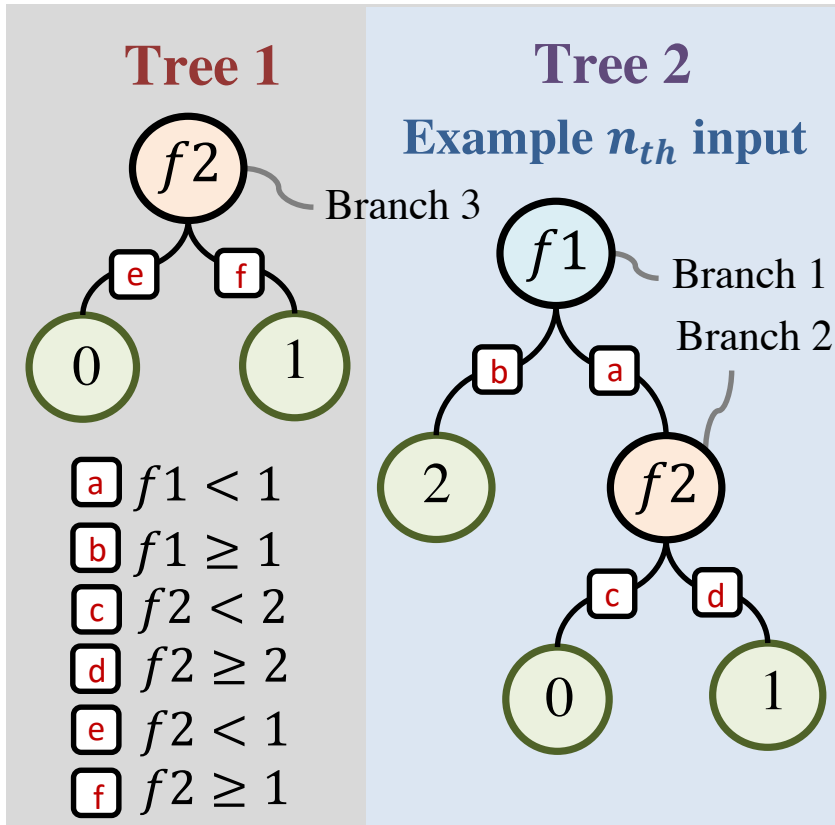 Tree 1
f2
Branch 3
e
f
0
1
a f1 < 1
b f1 ≥ 1
c f2 < 2
d f2 ≥ 2
e f2 < 1
f f2 ≥ 1
Tree 2
Example n_th input
f1
Branch 1
Branch 2
b
a
2
f2
c
d
0
1